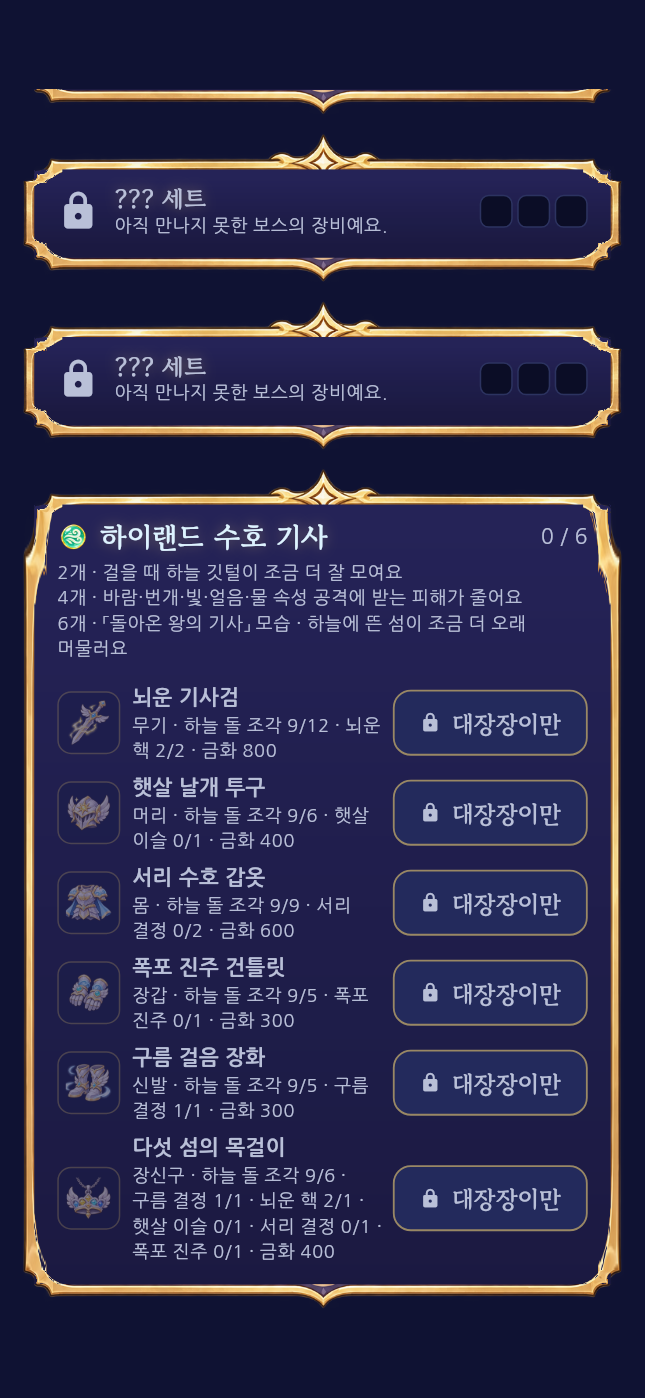 ??? 세트
아직 만나지 못한 보스의 장비예요.
??? 세트
아직 만나지 못한 보스의 장비예요.
하이랜드 수호 기사
0 / 6
2개 · 걸을 때 하늘 깃털이 조금 더 잘 모여요
4개 · 바람·번개·빛·얼음·물 속성 공격에 받는 피해가 줄어요
6개 · 「돌아온 왕의 기사」 모습 · 하늘에 뜬 섬이 조금 더 오래
머물러요
뇌운 기사검
무기 · 하늘 돌 조각 9/12 · 뇌운
핵 2/2 · 금화 800
대장장이만
햇살 날개 투구
머리 · 하늘 돌 조각 9/6 · 햇살
이슬 0/1 · 금화 400
대장장이만
서리 수호 갑옷
몸 · 하늘 돌 조각 9/9 · 서리
결정 0/2 · 금화 600
대장장이만
폭포 진주 건틀릿
장갑 · 하늘 돌 조각 9/5 · 폭포
진주 0/1 · 금화 300
대장장이만
구름 걸음 장화
신발 · 하늘 돌 조각 9/5 · 구름
결정 1/1 · 금화 300
대장장이만
다섯 섬의 목걸이
장신구 · 하늘 돌 조각 9/6 ·
구름 결정 1/1 · 뇌운 핵 2/1 ·
햇살 이슬 0/1 · 서리 결정 0/1 ·
폭포 진주 0/1 · 금화 400
대장장이만